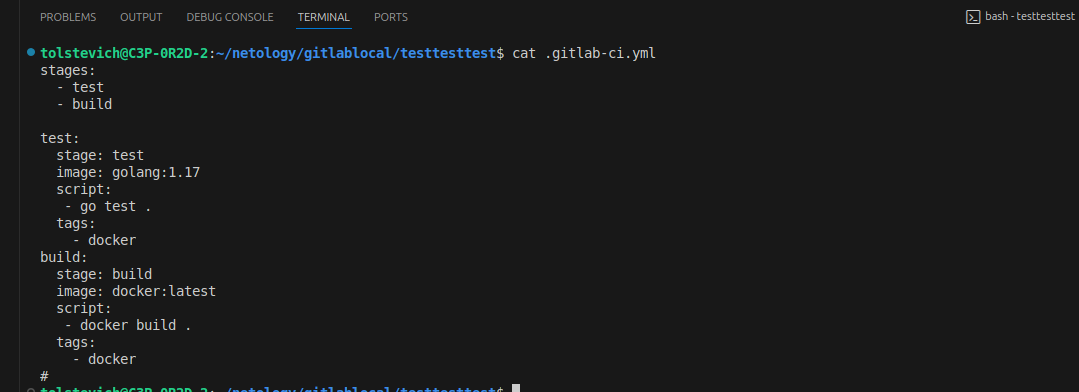 PROBLEMS OUTPUT DEBUG CONSOLE TERMINAL PORTS bash - testtesttest
tolstevich@C3P-0R2D-2:~/netology/gitlablocal/testtesttest$ cat .gitlab-ci.yml
stages:
  - test
  - build

test:
  stage: test
  image: golang:1.17
  script:
   - go test .
  tags:
    - docker
build:
  stage: build
  image: docker:latest
  script:
   - docker build .
  tags:
    - docker
#
tolstevich@C3P-0R2D-2:~/netology/gitlablocal/testtesttest$